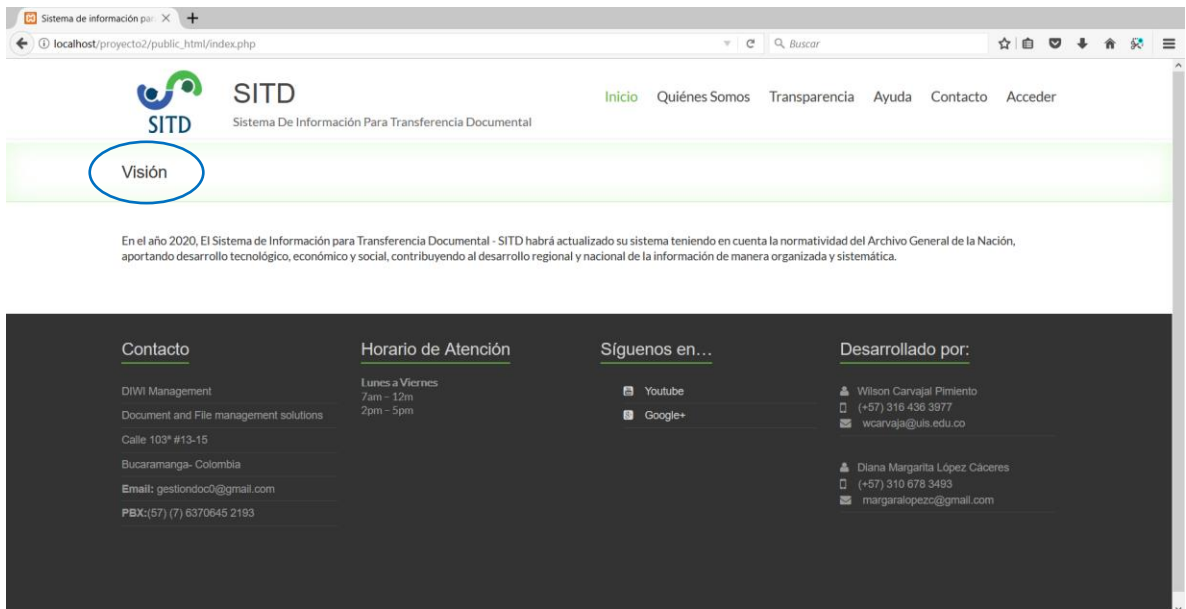 Sistema de información par
localhost/proyecto2/public_html/index.php
Buscar
SITD
SITD
Sistema De Información Para Transferencia Documental
Inicio Quiénes Somos Transparencia Ayuda Contacto Acceder
Visión
En el año 2020, El Sistema de Información para Transferencia Documental - SITD habrá actualizado su sistema teniendo en cuenta la normatividad del Archivo General de la Nación,
aportando desarrollo tecnológico, económico y social, contribuyendo al desarrollo regional y nacional de la información de manera organizada y sistemática.
Contacto
DIWI Management
Document and File management solutions
Calle 103ª #13-15
Bucaramanga- Colombia
Email: gestiondoc0@gmail.com
PBX:(57) (7) 6370645 2193
Horario de Atención
Lunes a Viernes
7am – 12m
2pm – 5pm
Síguenos en…
Youtube
Google+
Desarrollado por:
Wilson Carvajal Pimiento
(+57) 316 436 3977
wcarvaja@uis.edu.co
Diana Margarita López Cáceres
(+57) 310 678 3493
margaralopezc@gmail.com